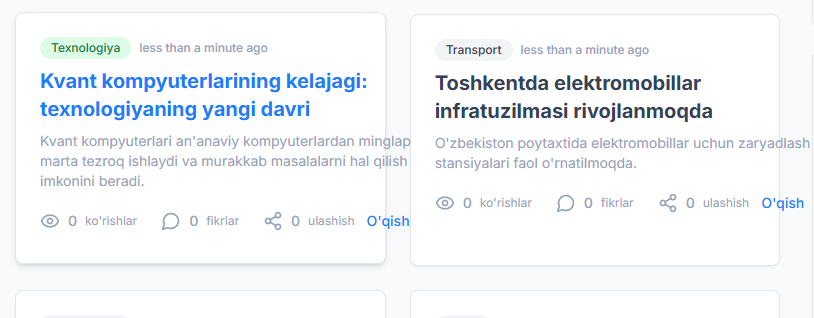 Texnologiya less than a minute ago
Kvant kompyuterlarining kelajagi:
texnologiyaning yangi davri
Kvant kompyuterlari an'anaviy kompyuterlardan minglap
marta tezroq ishlaydi va murakkab masalalarni hal qilish
imkonini beradi.
0 ko'rishlar 0 fikrlar 0 ulashish O'qish
Transport less than a minute ago
Toshkentda elektromobillar
infratuzilmasi rivojlanmoqda
O'zbekiston poytaxtida elektromobillar uchun zaryadlash
stansiyalari faol o'rnatilmoqda.
0 ko'rishlar 0 fikrlar 0 ulashish O'qish